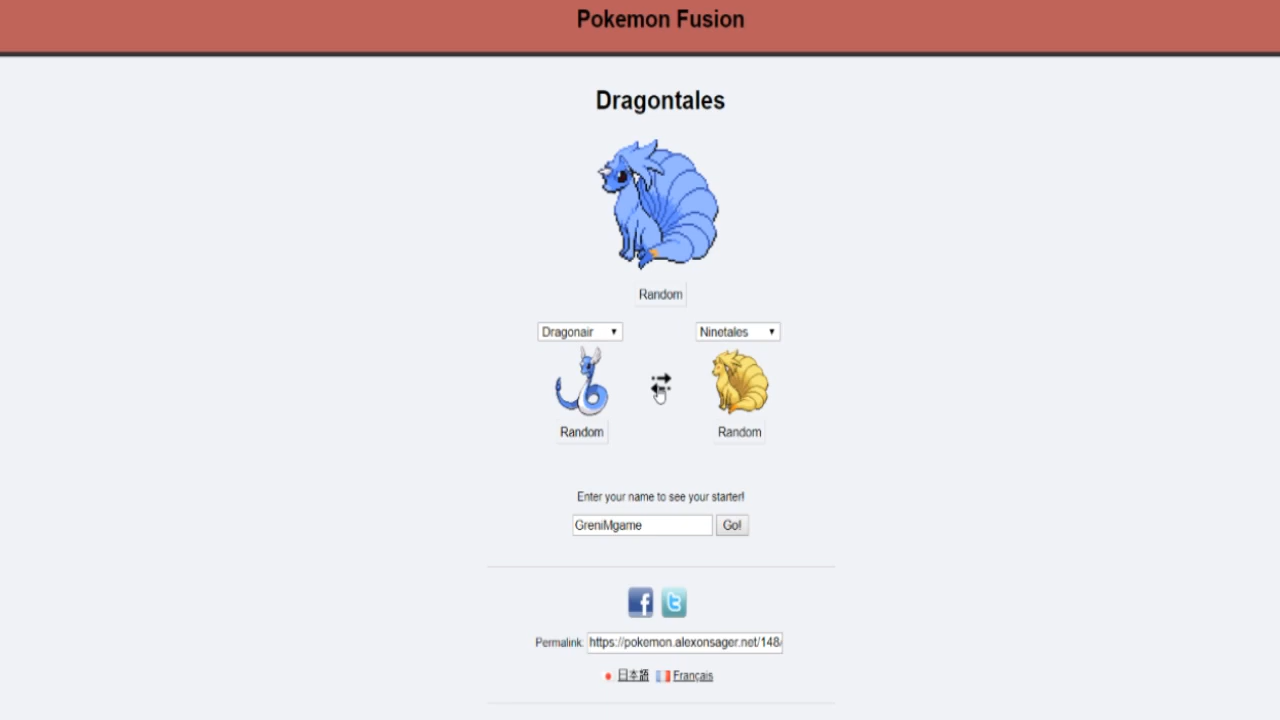 Pokemon Fusion
Dragontales
Random
Dragonair
Ninetales
Random
Random
Enter your name to see your starter!
GreniMgame
Go!
Permalink: https://pokemon.alexonsager.net/148/
日本語 Français